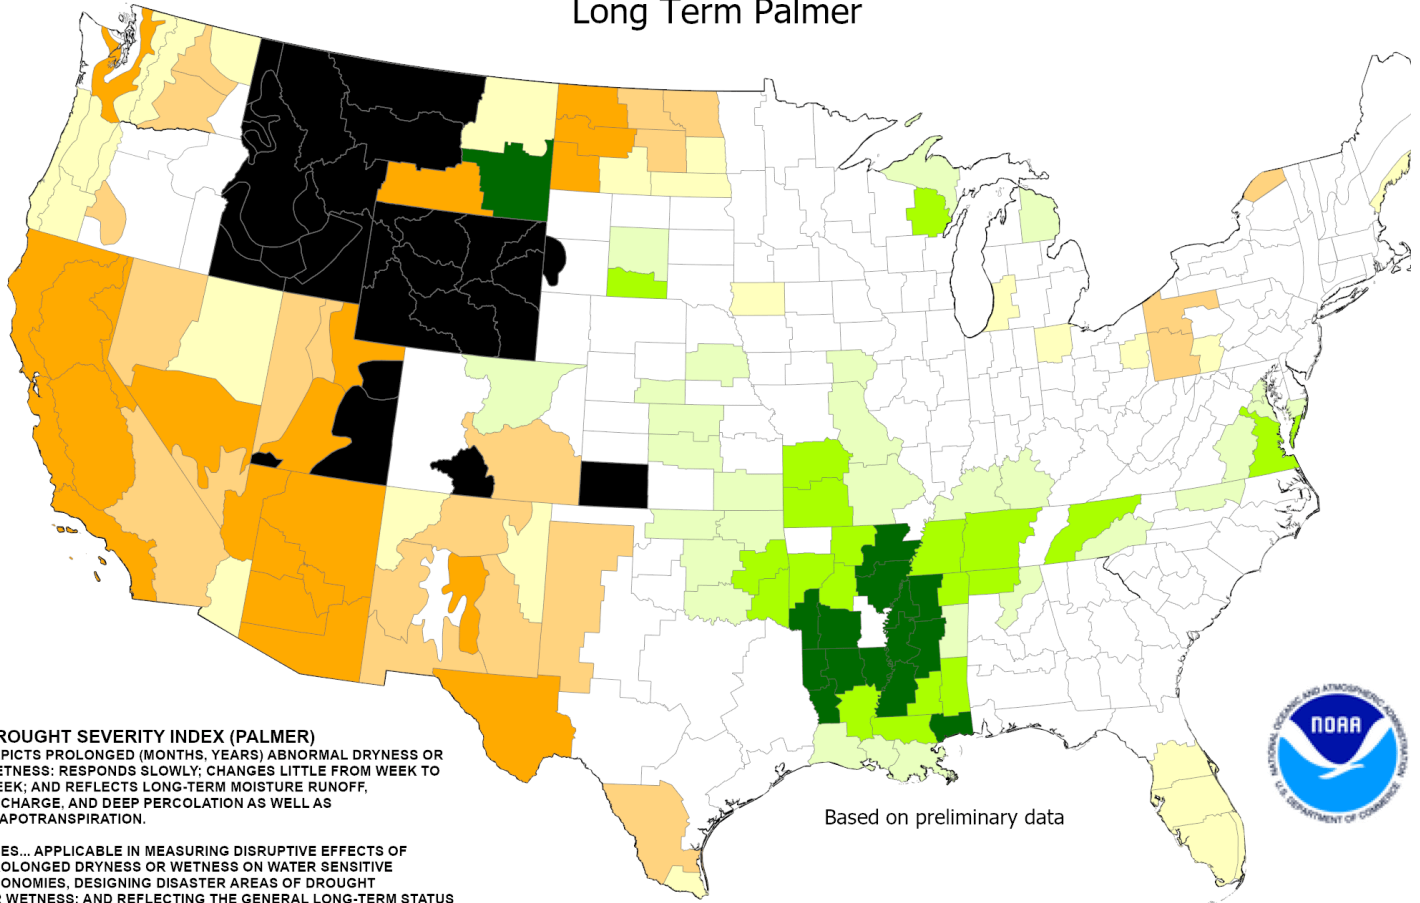 Long Term Palmer
ROUGHT SEVERITY INDEX (PALMER)
PICTS PROLONGED (MONTHS, YEARS) ABNORMAL DRYNESS OR
ETNESS: RESPONDS SLOWLY; CHANGES LITTLE FROM WEEK TO
EEK; AND REFLECTS LONG-TERM MOISTURE RUNOFF,
CHARGE, AND DEEP PERCOLATION AS WELL AS
APOTRANSPIRATION.
ES... APPLICABLE IN MEASURING DISRUPTIVE EFFECTS OF
OLONGED DRYNESS OR WETNESS ON WATER SENSITIVE
ONOMIES, DESIGNING DISASTER AREAS OF DROUGHT
R WETNESS; AND REFLECTING THE GENERAL LONG-TERM STATUS
Based on preliminary data
NATIONAL OCEANIC AND ATMOSPHERIC ADMINISTRATION
NOAA
U.S. DEPARTMENT OF COMMERCE